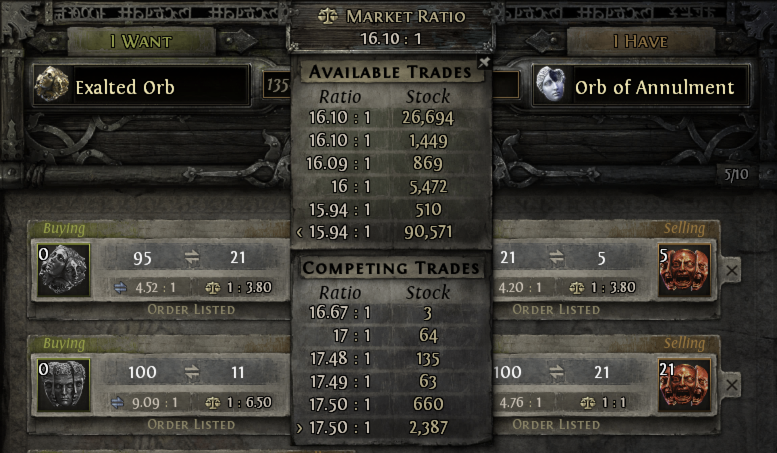 MARKET RATIO
16.10 : 1
I WANT
I HAVE
Exalted Orb
135
Orb of Annulment
AVAILABLE TRADES
Ratio Stock
16.10 : 1 26,694
16.10 : 1 1,449
16.09 : 1 869
16 : 1 5,472
15.94 : 1 510
< 15.94 : 1 90,571
5/10
COMPETING TRADES
Ratio Stock
16.67 : 1 3
17 : 1 64
17.48 : 1 135
17.49 : 1 63
17.50 : 1 660
> 17.50 : 1 2,387
Buying
0 95 21
4.52 : 1 1 : 3.80
ORDER LISTED
Selling
21 5 5
4.20 : 1 1 : 3.80
ORDER LISTED
Buying
0 100 11
9.09 : 1 1 : 6.50
ORDER LISTED
Selling
100 21 21
4.76 : 1 1 : 1
ORDER LISTED